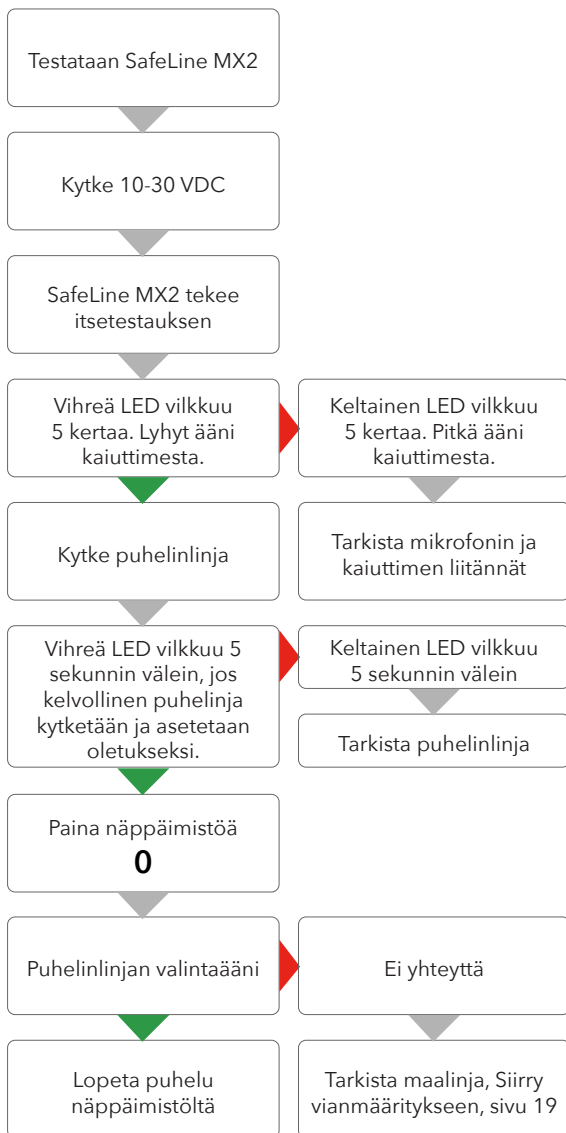 Testataan SafeLine MX2
Kytke 10-30 VDC
SafeLine MX2 tekee
itsetestauksen
Vihreä LED vilkkuu
5 kertaa. Lyhyt ääni
kaiuttimesta.
Keltainen LED vilkkuu
5 kertaa. Pitkä ääni
kaiuttimesta.
Kytke puhelinlinja
Tarkista mikrofonin ja
kaiuttimen liitännät
Vihreä LED vilkkuu 5
sekunnin välein, jos
kelvollinen puhelinja
kytketään ja asetetaan
oletukseksi.
Keltainen LED vilkkuu
5 sekunnin välein
Tarkista puhelinlinja
Paina näppäimistöä
0
Puhelinlinjan valintaääni
Ei yhteyttä
Lopeta puhelu
näppäimistöltä
Tarkista maalinja, Siirry
vianmääritykseen, sivu 19